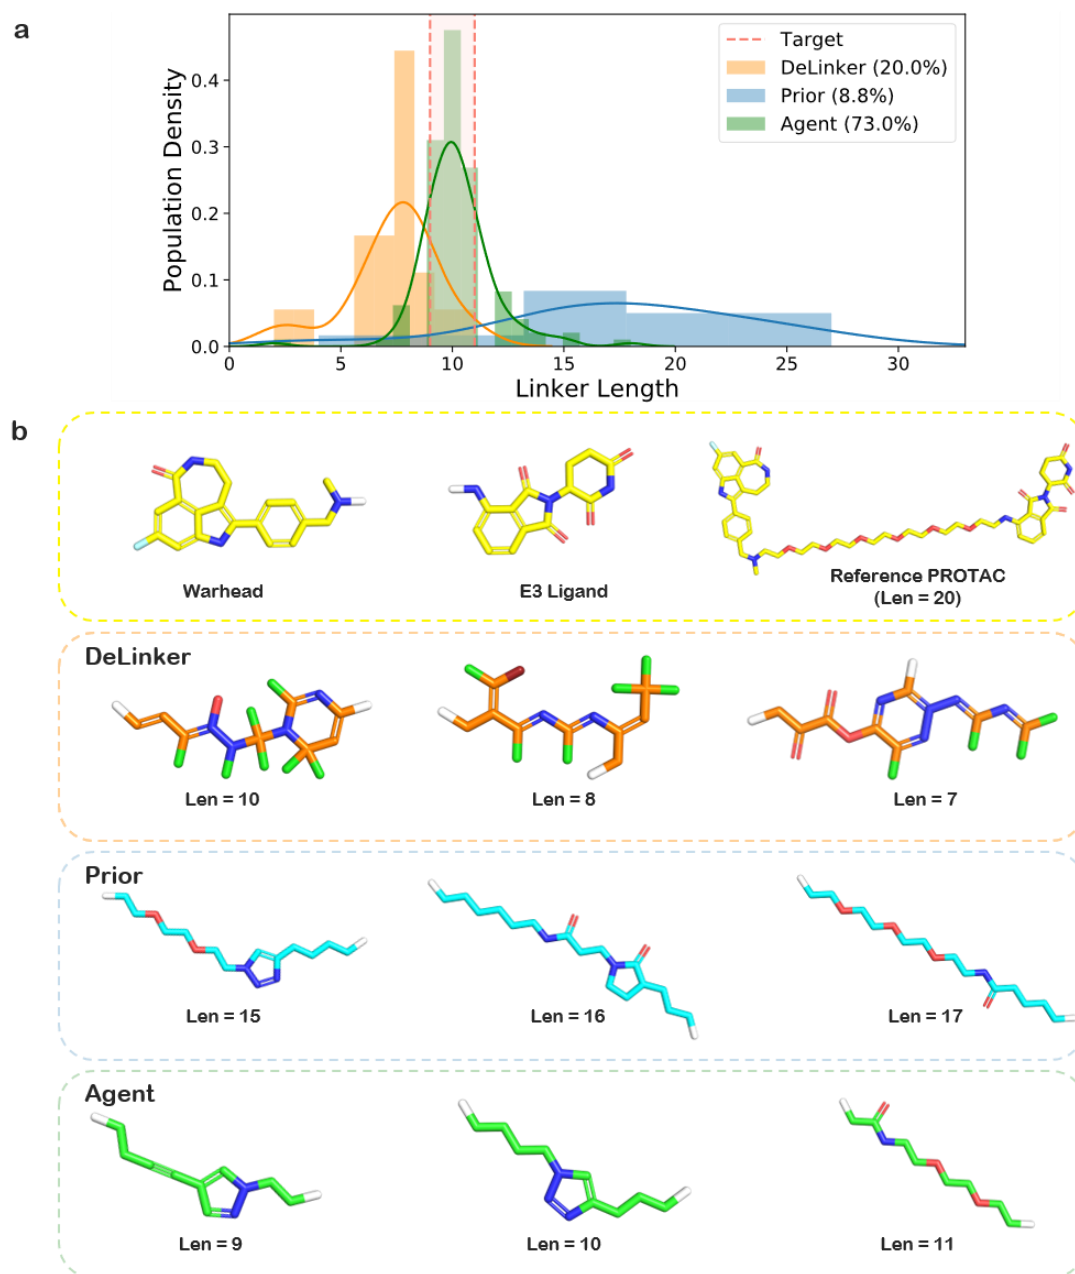 a
Population Density
0.4
0.3
0.2
0.1
0.0
0 5 10 15 20 25 30
Linker Length
Target
DeLinker (20.0%)
Prior (8.8%)
Agent (73.0%)
b
Warhead
E3 Ligand
Reference PROTAC
(Len = 20)
DeLinker
Len = 10
Len = 8
Len = 7
Prior
Len = 15
Len = 16
Len = 17
Agent
Len = 9
Len = 10
Len = 11